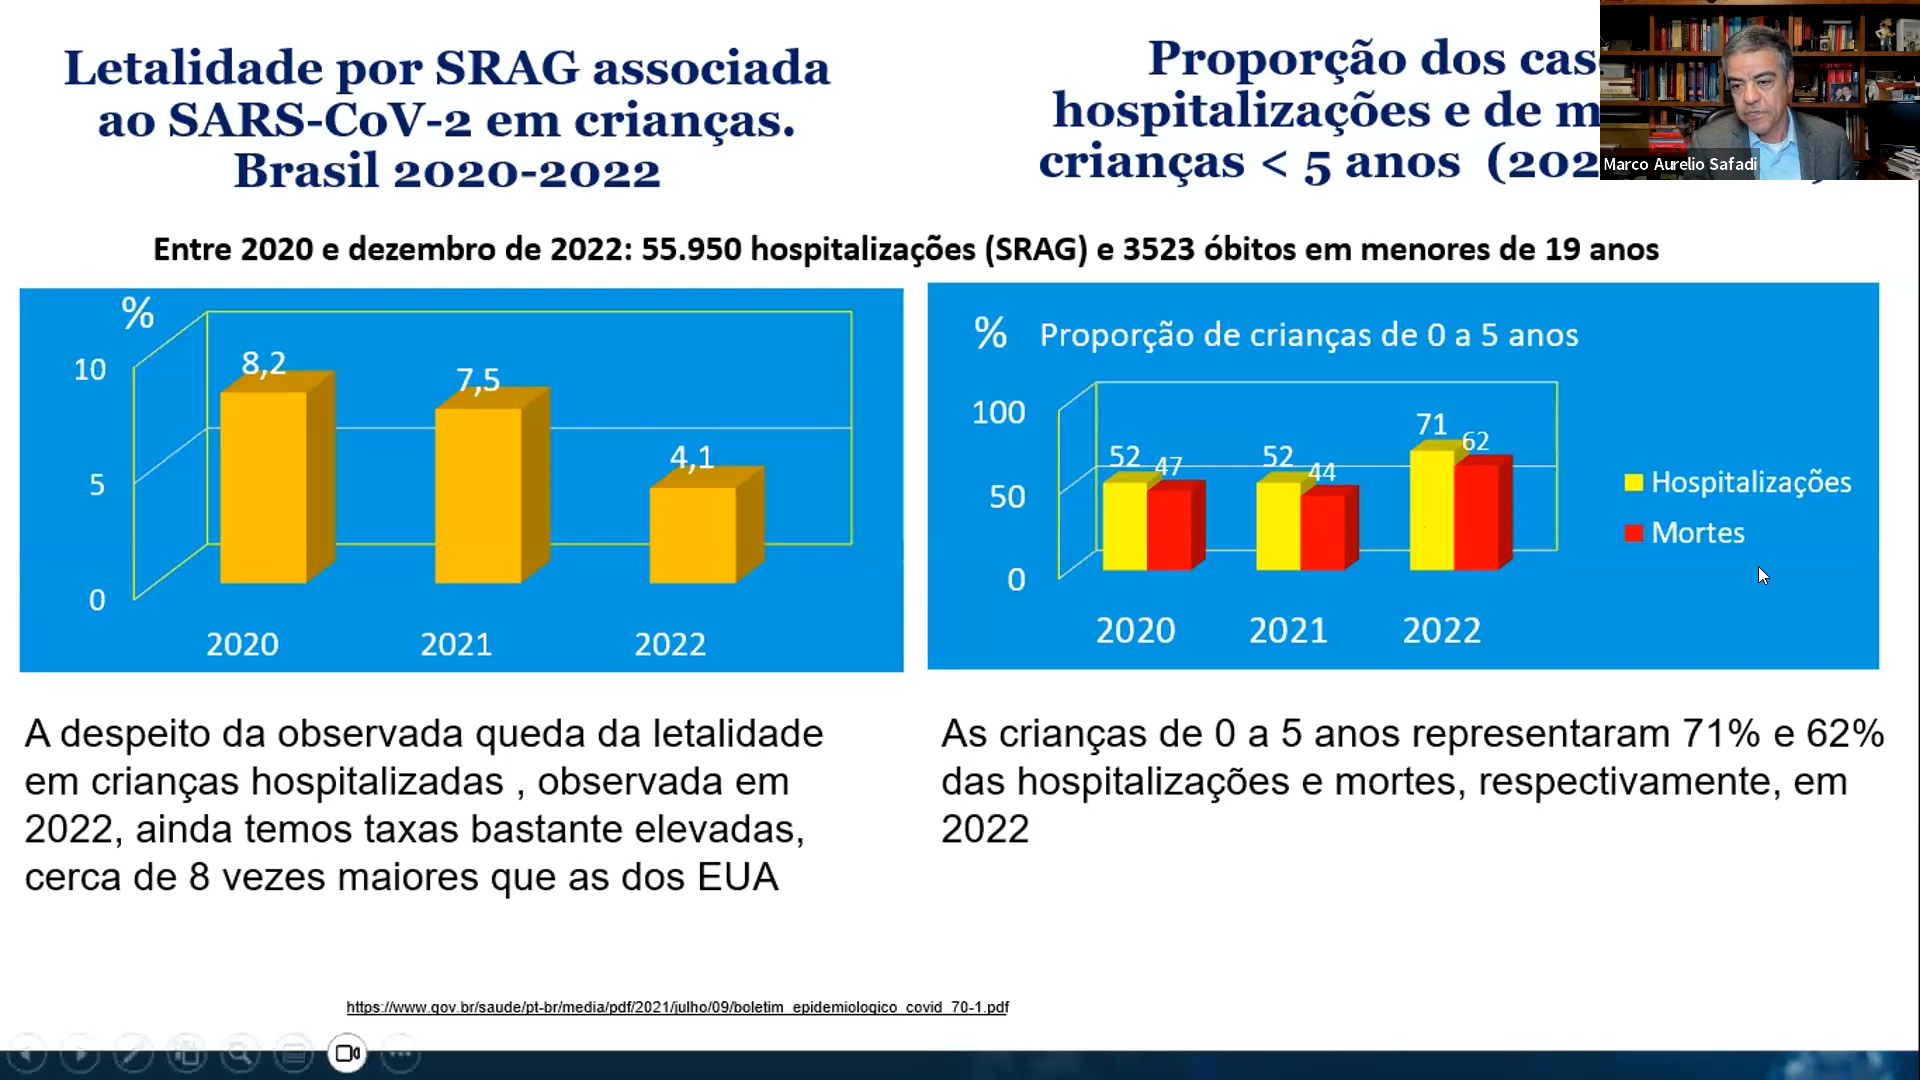 Letalidade por SRAG associada
ao SARS-CoV-2 em crianças.
Brasil 2020-2022
Proporção dos
hospitalizações e de
crianças < 5 anos
Marco Aurelio Safadi
Entre 2020 e dezembro de 2022: 55.950 hospitalizações (SRAG) e 3523 óbitos em menores de 19 anos
%
10
5
0
8,2
7,5
4,1
2020 2021 2022
% Proporção de crianças de 0 a 5 anos
100
50
0
52 47 52 44 71 62
2020 2021 2022
Hospitalizações
Mortes
A despeito da observada queda da letalidade
em crianças hospitalizadas , observada em
2022, ainda temos taxas bastante elevadas,
cerca de 8 vezes maiores que as dos EUA
As crianças de 0 a 5 anos representaram 71% e 62%
das hospitalizações e mortes, respectivamente, em
2022
https://www.gov.br/saude/pt-br/media/pdf/2021/julho/09/boletim_epidemiologico_covid_70-1.pdf